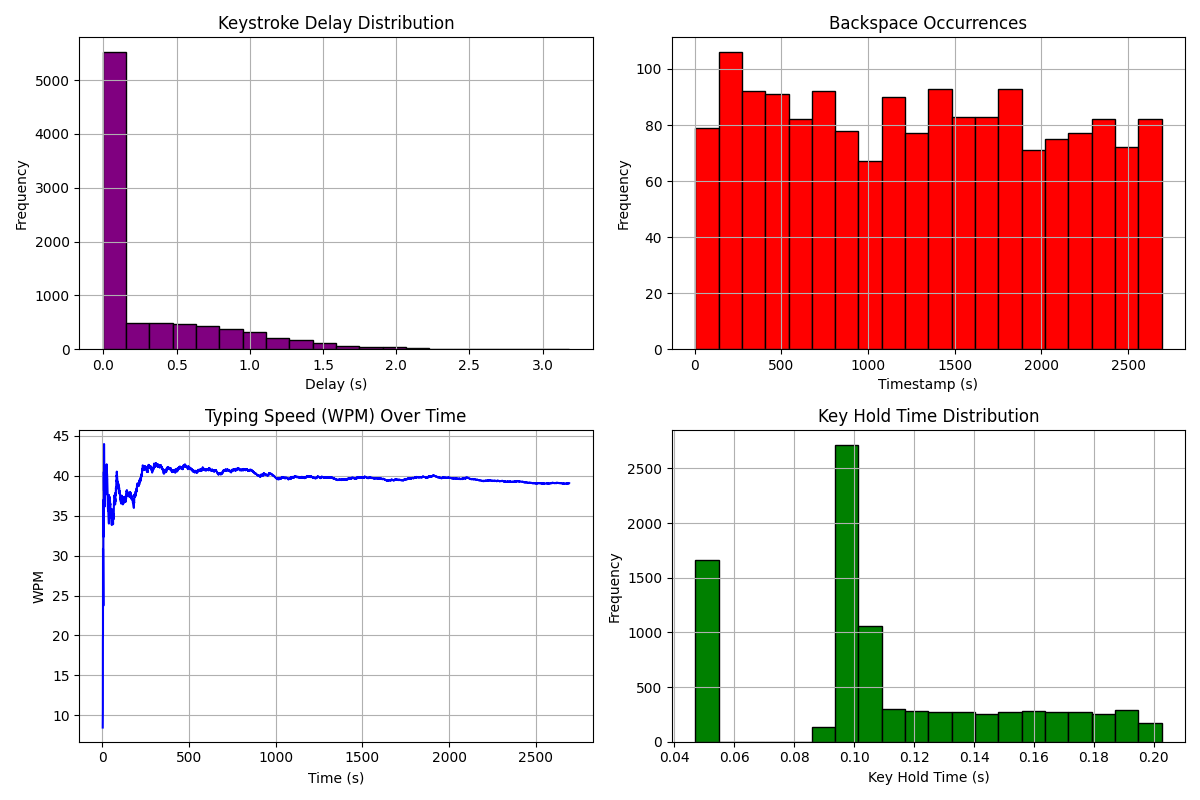 Keystroke Delay Distribution
Frequency
5000
4000
3000
2000
1000
0
0.0 0.5 1.0 1.5 2.0 2.5 3.0
Delay (s)
Backspace Occurrences
Frequency
100
80
60
40
20
0
0 500 1000 1500 2000 2500
Timestamp (s)
Typing Speed (WPM) Over Time
WPM
45
40
35
30
25
20
15
10
0 500 1000 1500 2000 2500
Time (s)
Key Hold Time Distribution
Frequency
2500
2000
1500
1000
500
0
0.04 0.06 0.08 0.10 0.12 0.14 0.16 0.18 0.20
Key Hold Time (s)